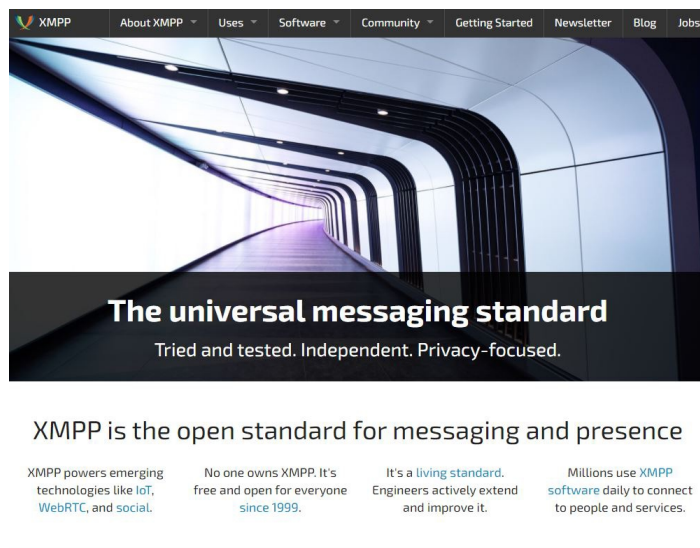 XMPP About XMPP Uses Software Community Getting Started Newsletter Blog Jobs
The universal messaging standard
Tried and tested. Independent. Privacy-focused.
XMPP is the open standard for messaging and presence
XMPP powers emerging
technologies like IoT,
WebRTC, and social.
No one owns XMPP. It's
free and open for everyone
since 1999.
It's a living standard.
Engineers actively extend
and improve it.
Millions use XMPP
software daily to connect
to people and services.